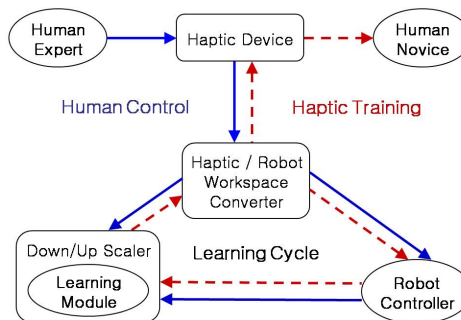 Human
Expert
Haptic Device
Human
Novice
Human Control
Haptic Training
Haptic / Robot
Workspace
Converter
Down/Up Scaler
Learning
Module
Learning Cycle
Robot
Controller